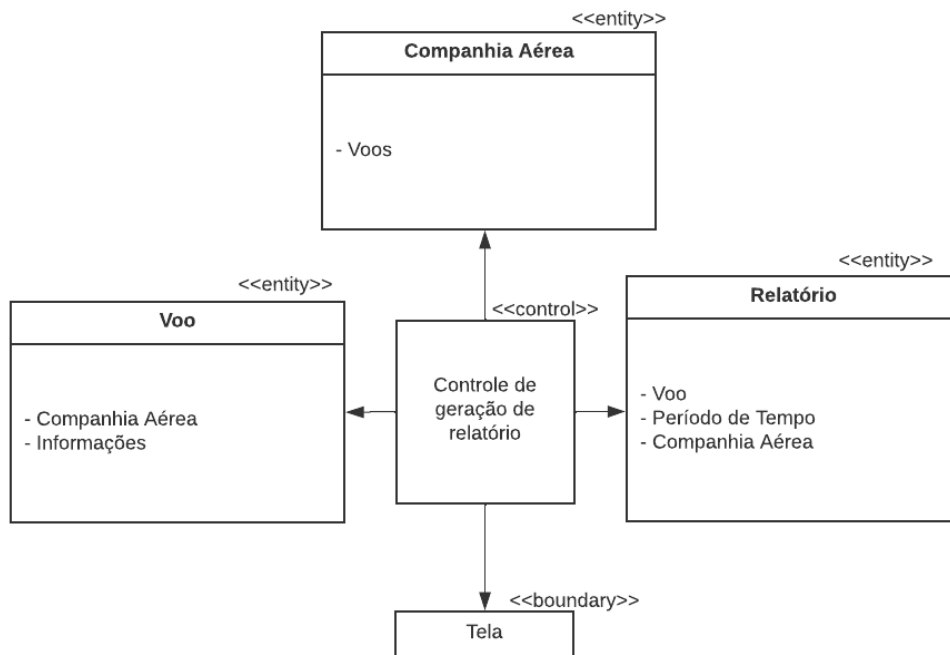 <<entity>>
Companhia Aérea
- Voos
<<entity>>
Voo
- Companhia Aérea
- Informações
<<control>>
Controle de
geração de
relatório
<<entity>>
Relatório
- Voo
- Período de Tempo
- Companhia Aérea
<<boundary>>
Tela